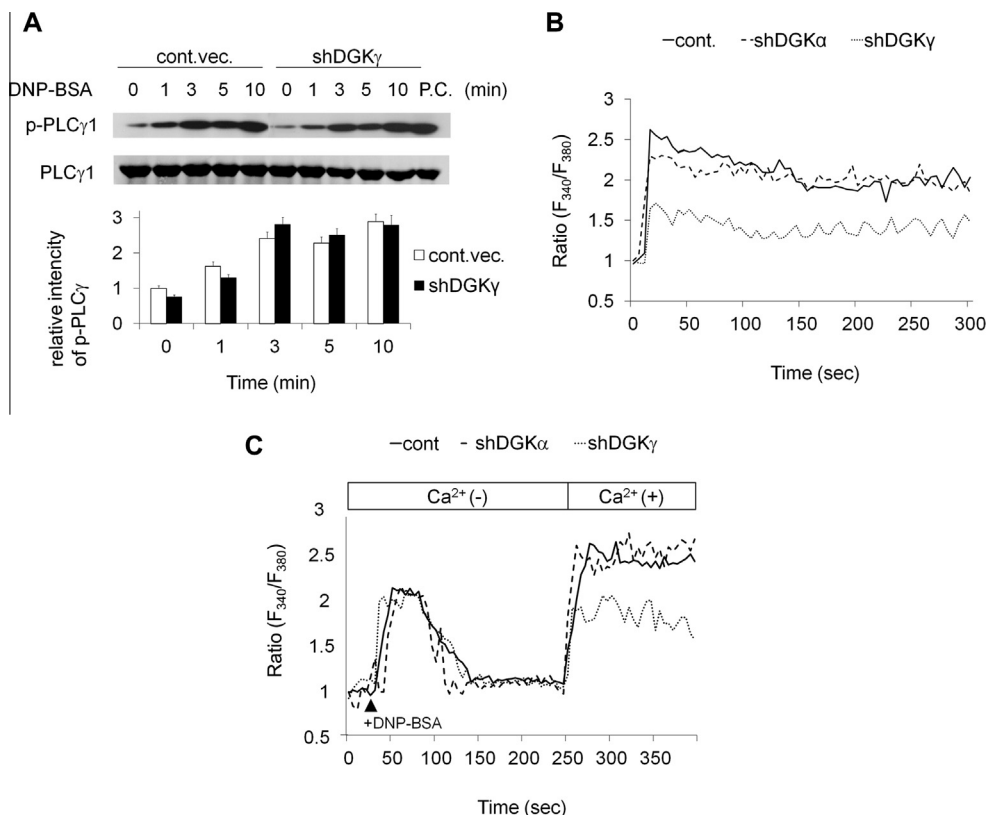 A
cont.vec. shDGKγ
DNP-BSA 0 1 3 5 10 0 1 3 5 10 P.C. (min)
p-PLCγ1
PLCγ1
relative intencity of p-PLCγ
3
2
1
0
cont.vec.
shDGKγ
0 1 3 5 10
Time (min)
B
cont. shDGKα shDGKγ
Ratio (F340/F380)
3
2.5
2
1.5
1
0.5
0 50 100 150 200 250 300
Time (sec)
C
cont shDGKα shDGKγ
Ca2+ (-) Ca2+ (+)
Ratio (F340/F380)
3
2.5
2
1.5
1
0.5
+DNP-BSA
0 50 100 150 200 250 300 350
Time (sec)